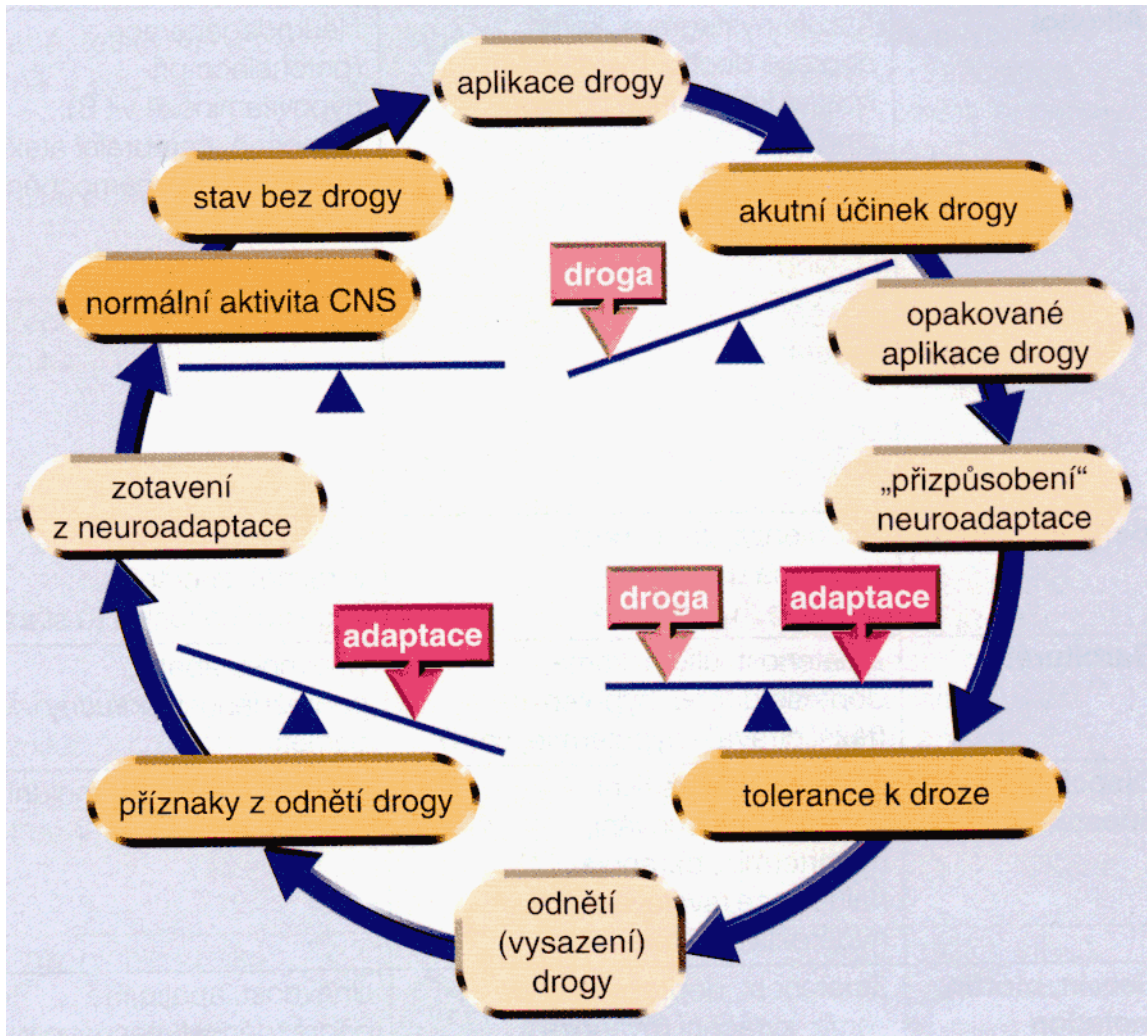 aplikace drogy
akutní účinek drogy
opakované
aplikace drogy
„přizpůsobení“
neuroadaptace
tolerance k droze
odnětí
(vysazení)
drogy
příznaky z odnětí drogy
zotavení
z neuroadaptace
normální aktivita CNS
stav bez drogy
droga
droga
adaptace
adaptace